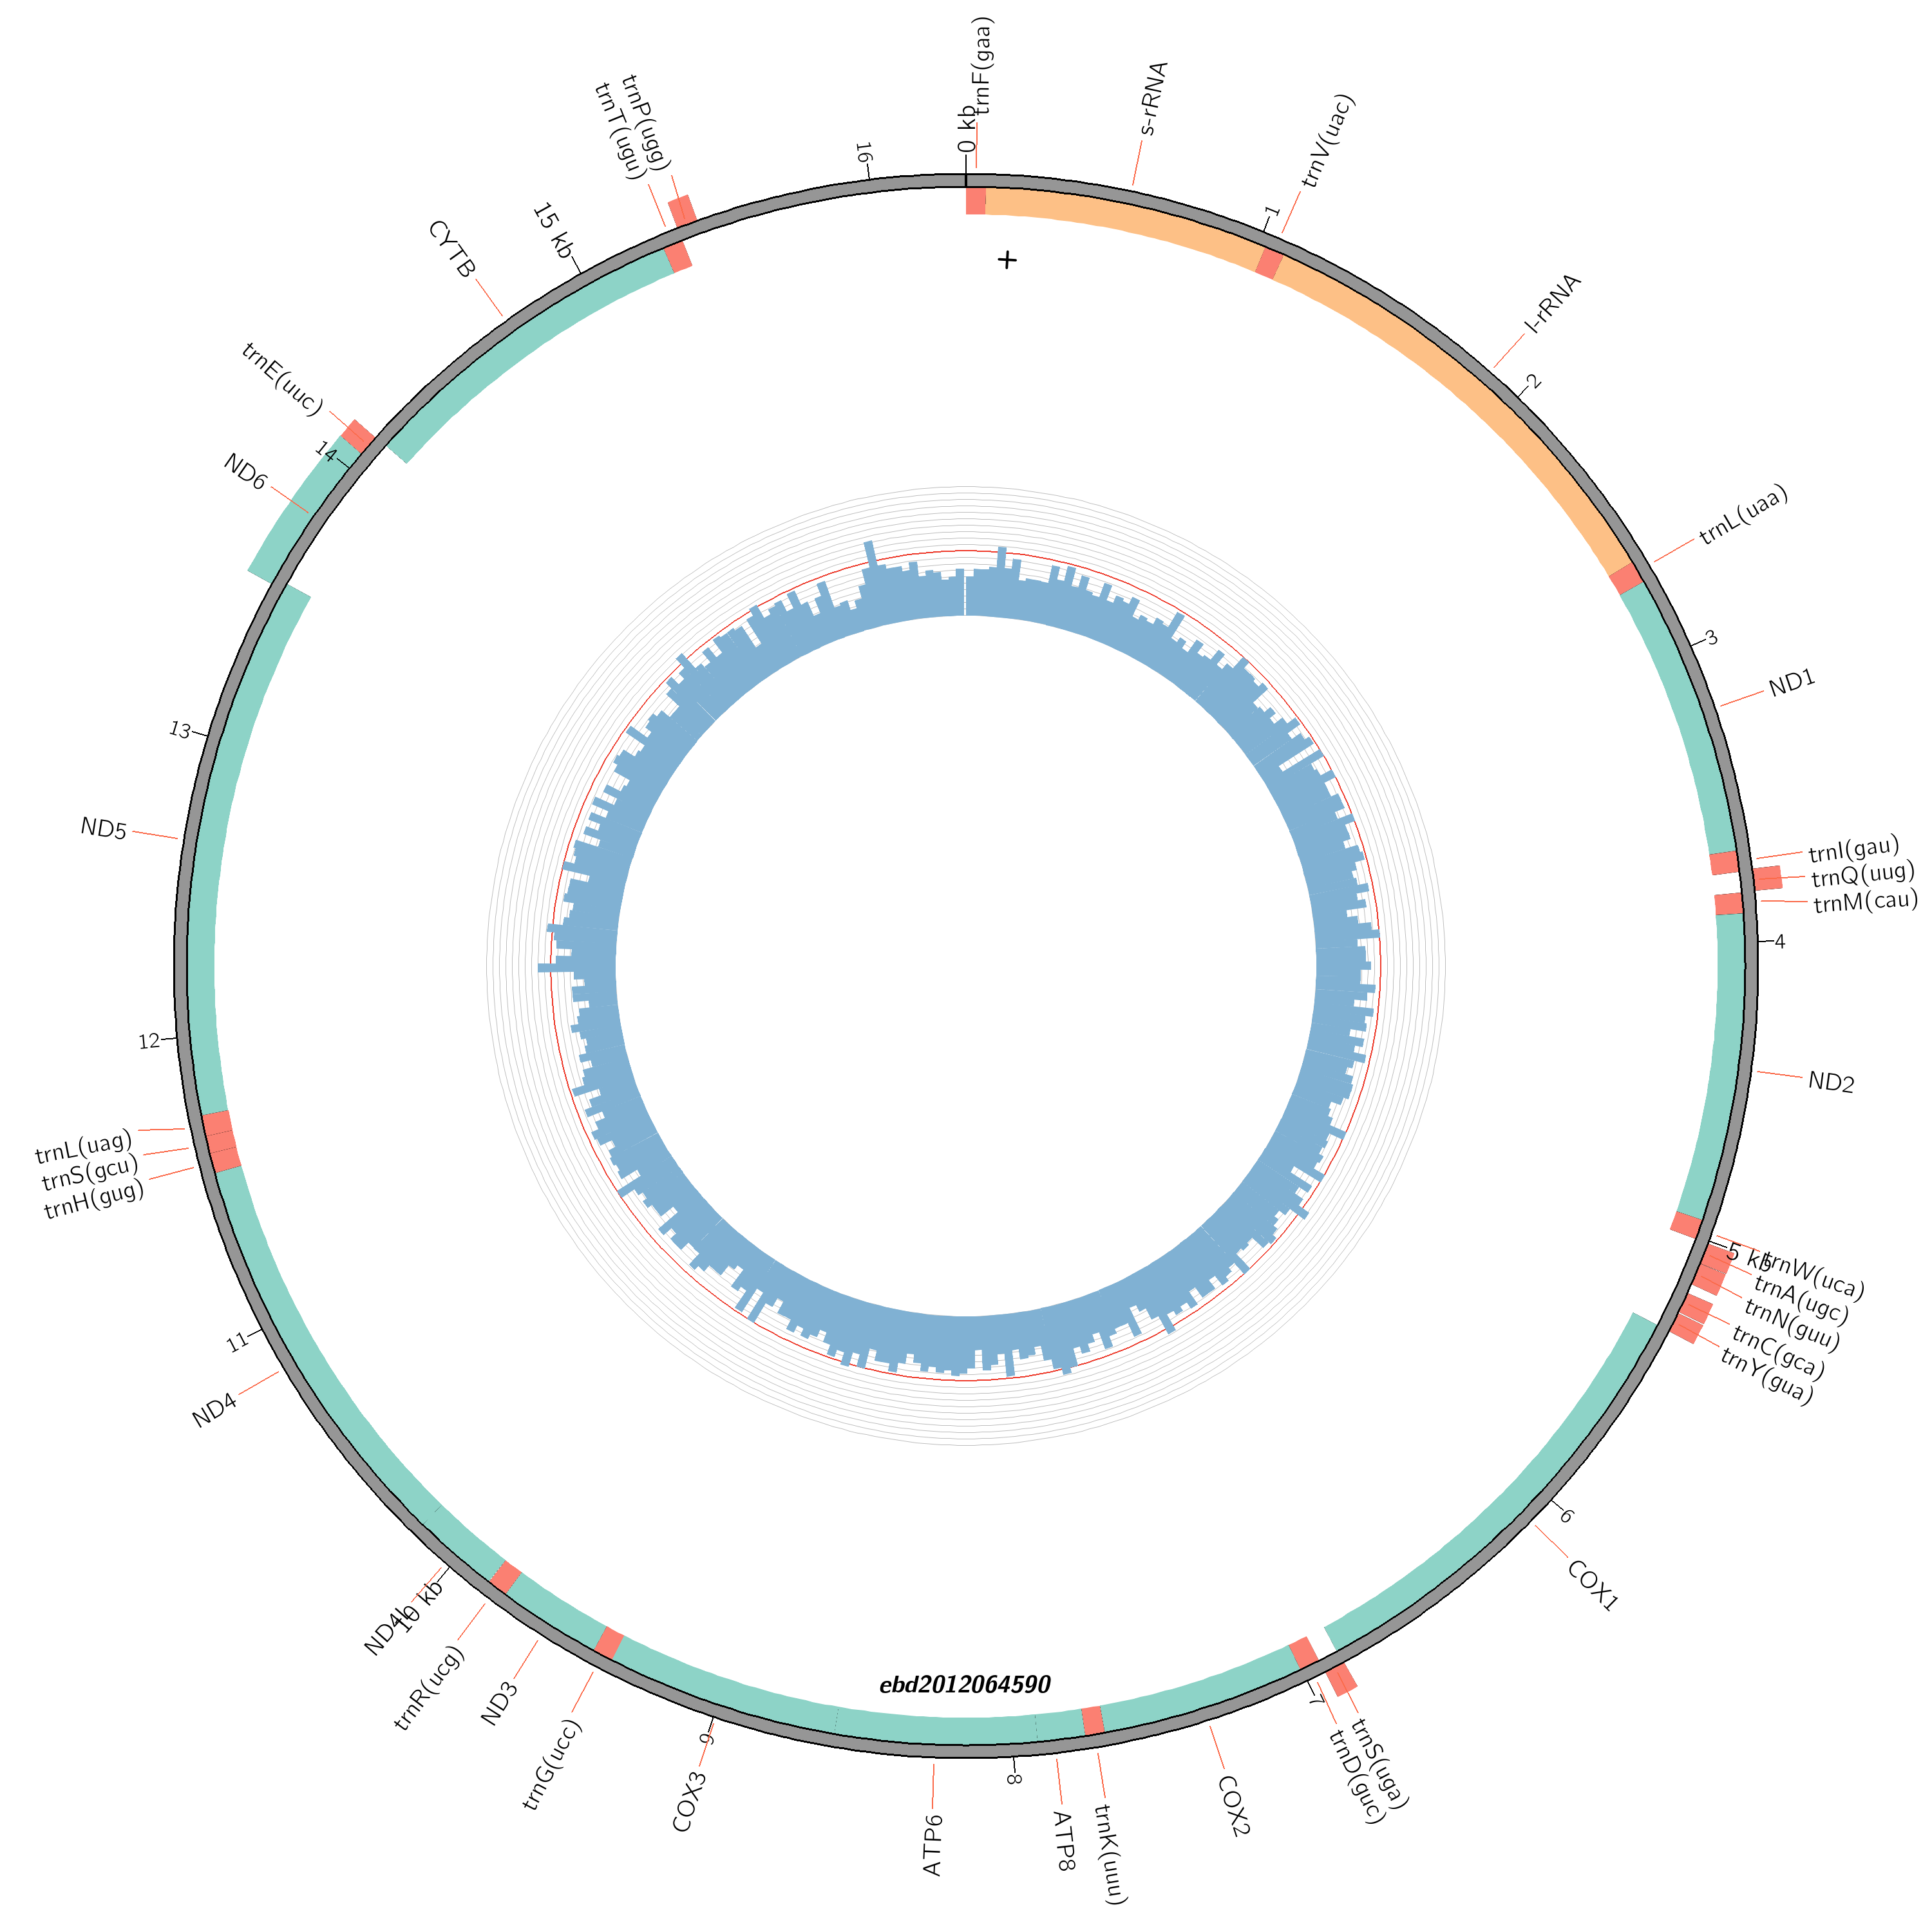 0 kb
trnF(gaa)
s-rRNA
1
trnV(uac)
l-rRNA
2
trnL(uaa)
3
ND1
trnI(gau)
trnQ(uug)
trnM(cau)
4
ND2
5 kb
trnW(uca)
trnA(ugc)
trnN(guu)
trnC(gca)
trnY(gua)
6
COX1
trnS(uga)
7
trnD(guc)
COX2
trnK(uuu)
ATP8
8
ATP6
COX3
9
trnG(ucc)
ND3
trnR(ucg)
10 kb
ND4L
ND4
11
trnH(gug)
trnS(gcu)
trnL(uag)
12
ND5
13
ND6
14
trnE(uuc)
CYTB
15 kb
trnT(ugu)
trnP(ugg)
16
+
ebd2012064590